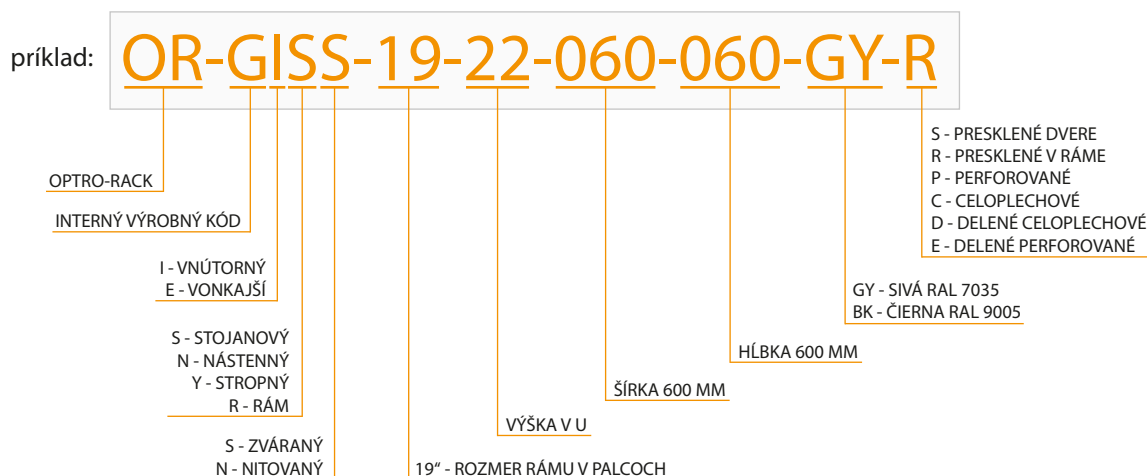 príklad: OR-GISS-19-22-060-060-GY-R
S - PRESKLENÉ DVERE
R - PRESKLENÉ V RÁME
P - PERFOROVANÉ
C - CELOPLECHOVÉ
D - DELENÉ CELOPLECHOVÉ
E - DELENÉ PERFOROVANÉ
OPTRO-RACK
INTERNÝ VÝROBNÝ KÓD
I - VNÚTORNÝ
E - VONKAJŠÍ
GY - SIVÁ RAL 7035
BK - ČIERNA RAL 9005
S - STOJANOVÝ
N - NÁSTENNÝ
Y - STROPNÝ
R - RÁM
HĹBKA 600 MM
ŠÍRKA 600 MM
VÝŠKA V U
S - ZVÁRANÝ
N - NITOVANÝ
19“ - ROZMER RÁMU V PALCOCH